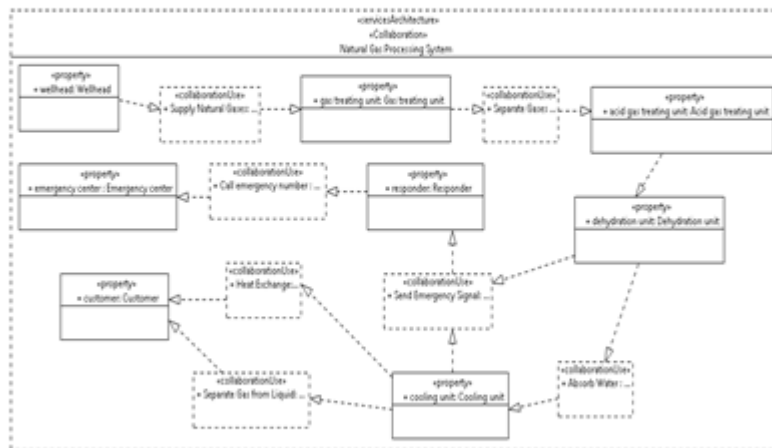 «servicesArchitecture»
«Collaboration»
Natural Gas Processing System
«property»
+ wellhead: Wellhead
«collaborationUse»
+ Supply Natural Gases: ...
«property»
+ gas treating unit: Gas treating unit
«collaborationUse»
+ Separate Gases: ...
«property»
+ acid gas treating unit: Acid gas treating unit
«property»
+ emergency center : Emergency center
«collaborationUse»
+ Call emergency number : ...
«property»
+ responder: Responder
«property»
+ dehydration unit: Dehydration unit
«property»
+ customer: Customer
«collaborationUse»
+ Heat Exchange:...
«collaborationUse»
+ Send Emergency Signal: ...
«collaborationUse»
+ Separate Gas from Liquid: ...
«property»
+ cooling unit: Cooling unit
«collaborationUse»
+ Absorb Water : ...